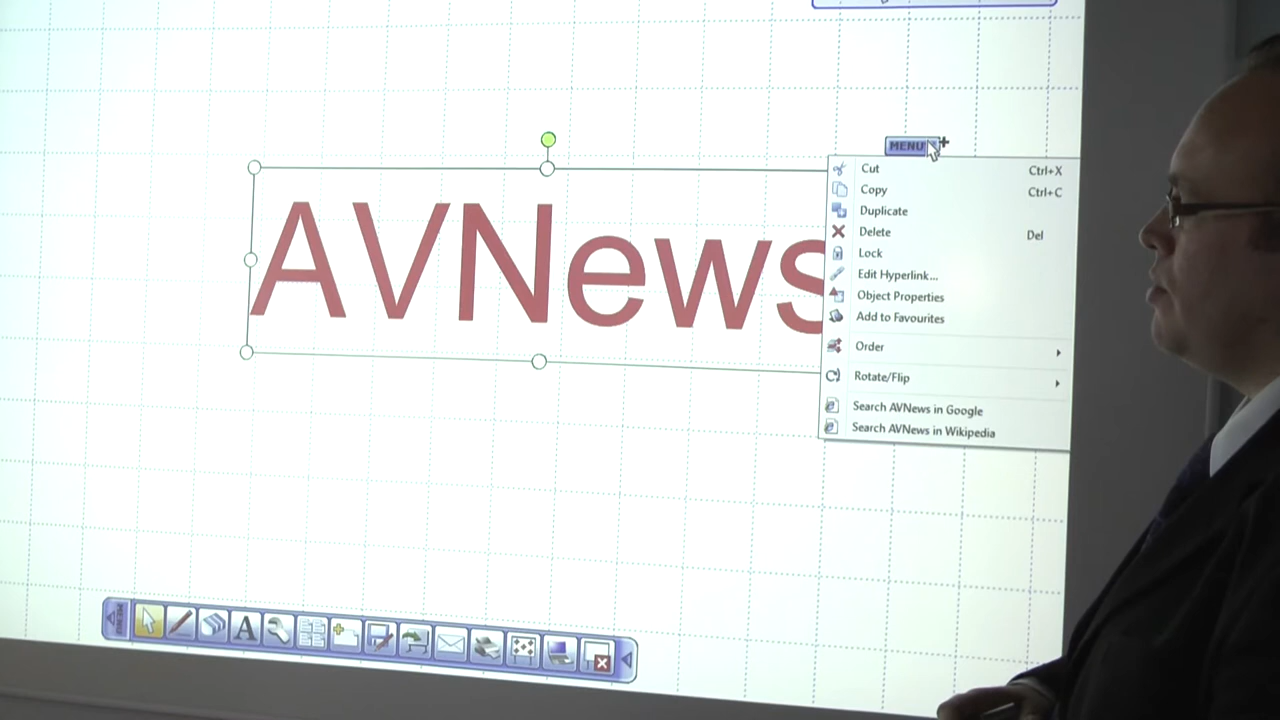 MENU
AVNews
Cut Ctrl+X
Copy Ctrl+C
Duplicate
Delete Del
Lock
Edit Hyperlink...
Object Properties
Add to Favourites
Order
Rotate/Flip
Search AVNews in Google
Search AVNews in Wikipedia
MENU
A